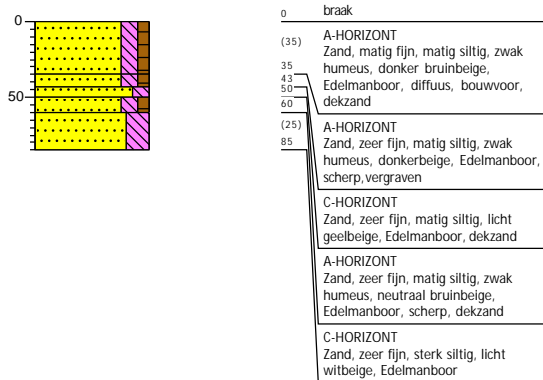 0
50
0
(35)
35
43
50
60
(25)
85
braak
A-HORIZONT
Zand, matig fijn, matig siltig, zwak
humeus, donker bruinbeige,
Edelmanboor, diffuus, bouwvoor,
dekzand
A-HORIZONT
Zand, zeer fijn, matig siltig, zwak
humeus, donkerbeige, Edelmanboor,
scherp,vergraven
C-HORIZONT
Zand, zeer fijn, matig siltig, licht
geelbeige, Edelmanboor, dekzand
A-HORIZONT
Zand, zeer fijn, matig siltig, zwak
humeus, neutraal bruinbeige,
Edelmanboor, scherp, dekzand
C-HORIZONT
Zand, zeer fijn, sterk siltig, licht
witbeige, Edelmanboor